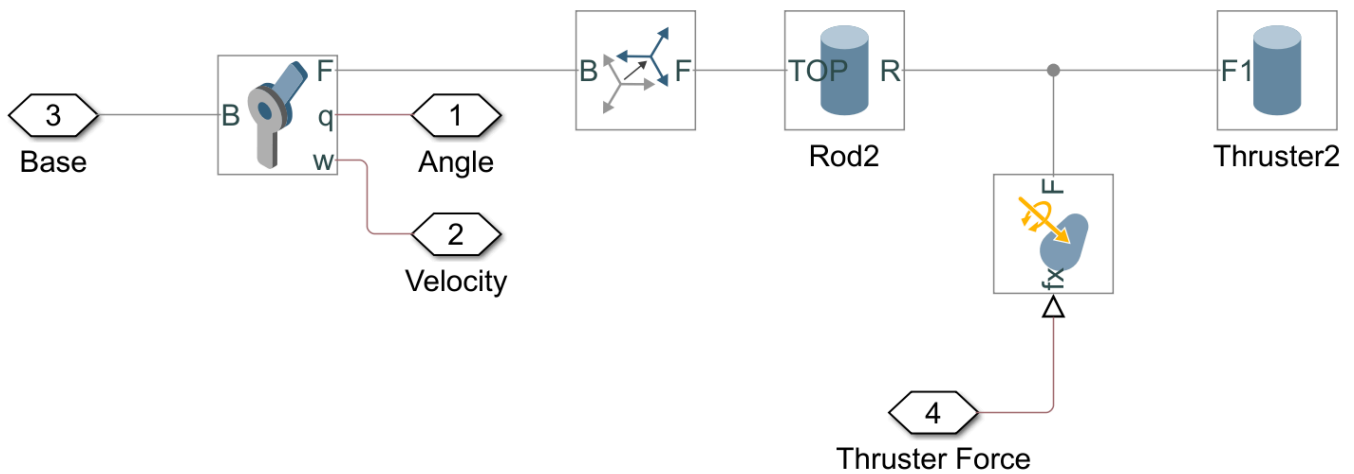 3
Base
B
F
q
w
1
Angle
2
Velocity
B
F
TOP
R
Rod2
F1
Thruster2
F
fx
4
Thruster Force